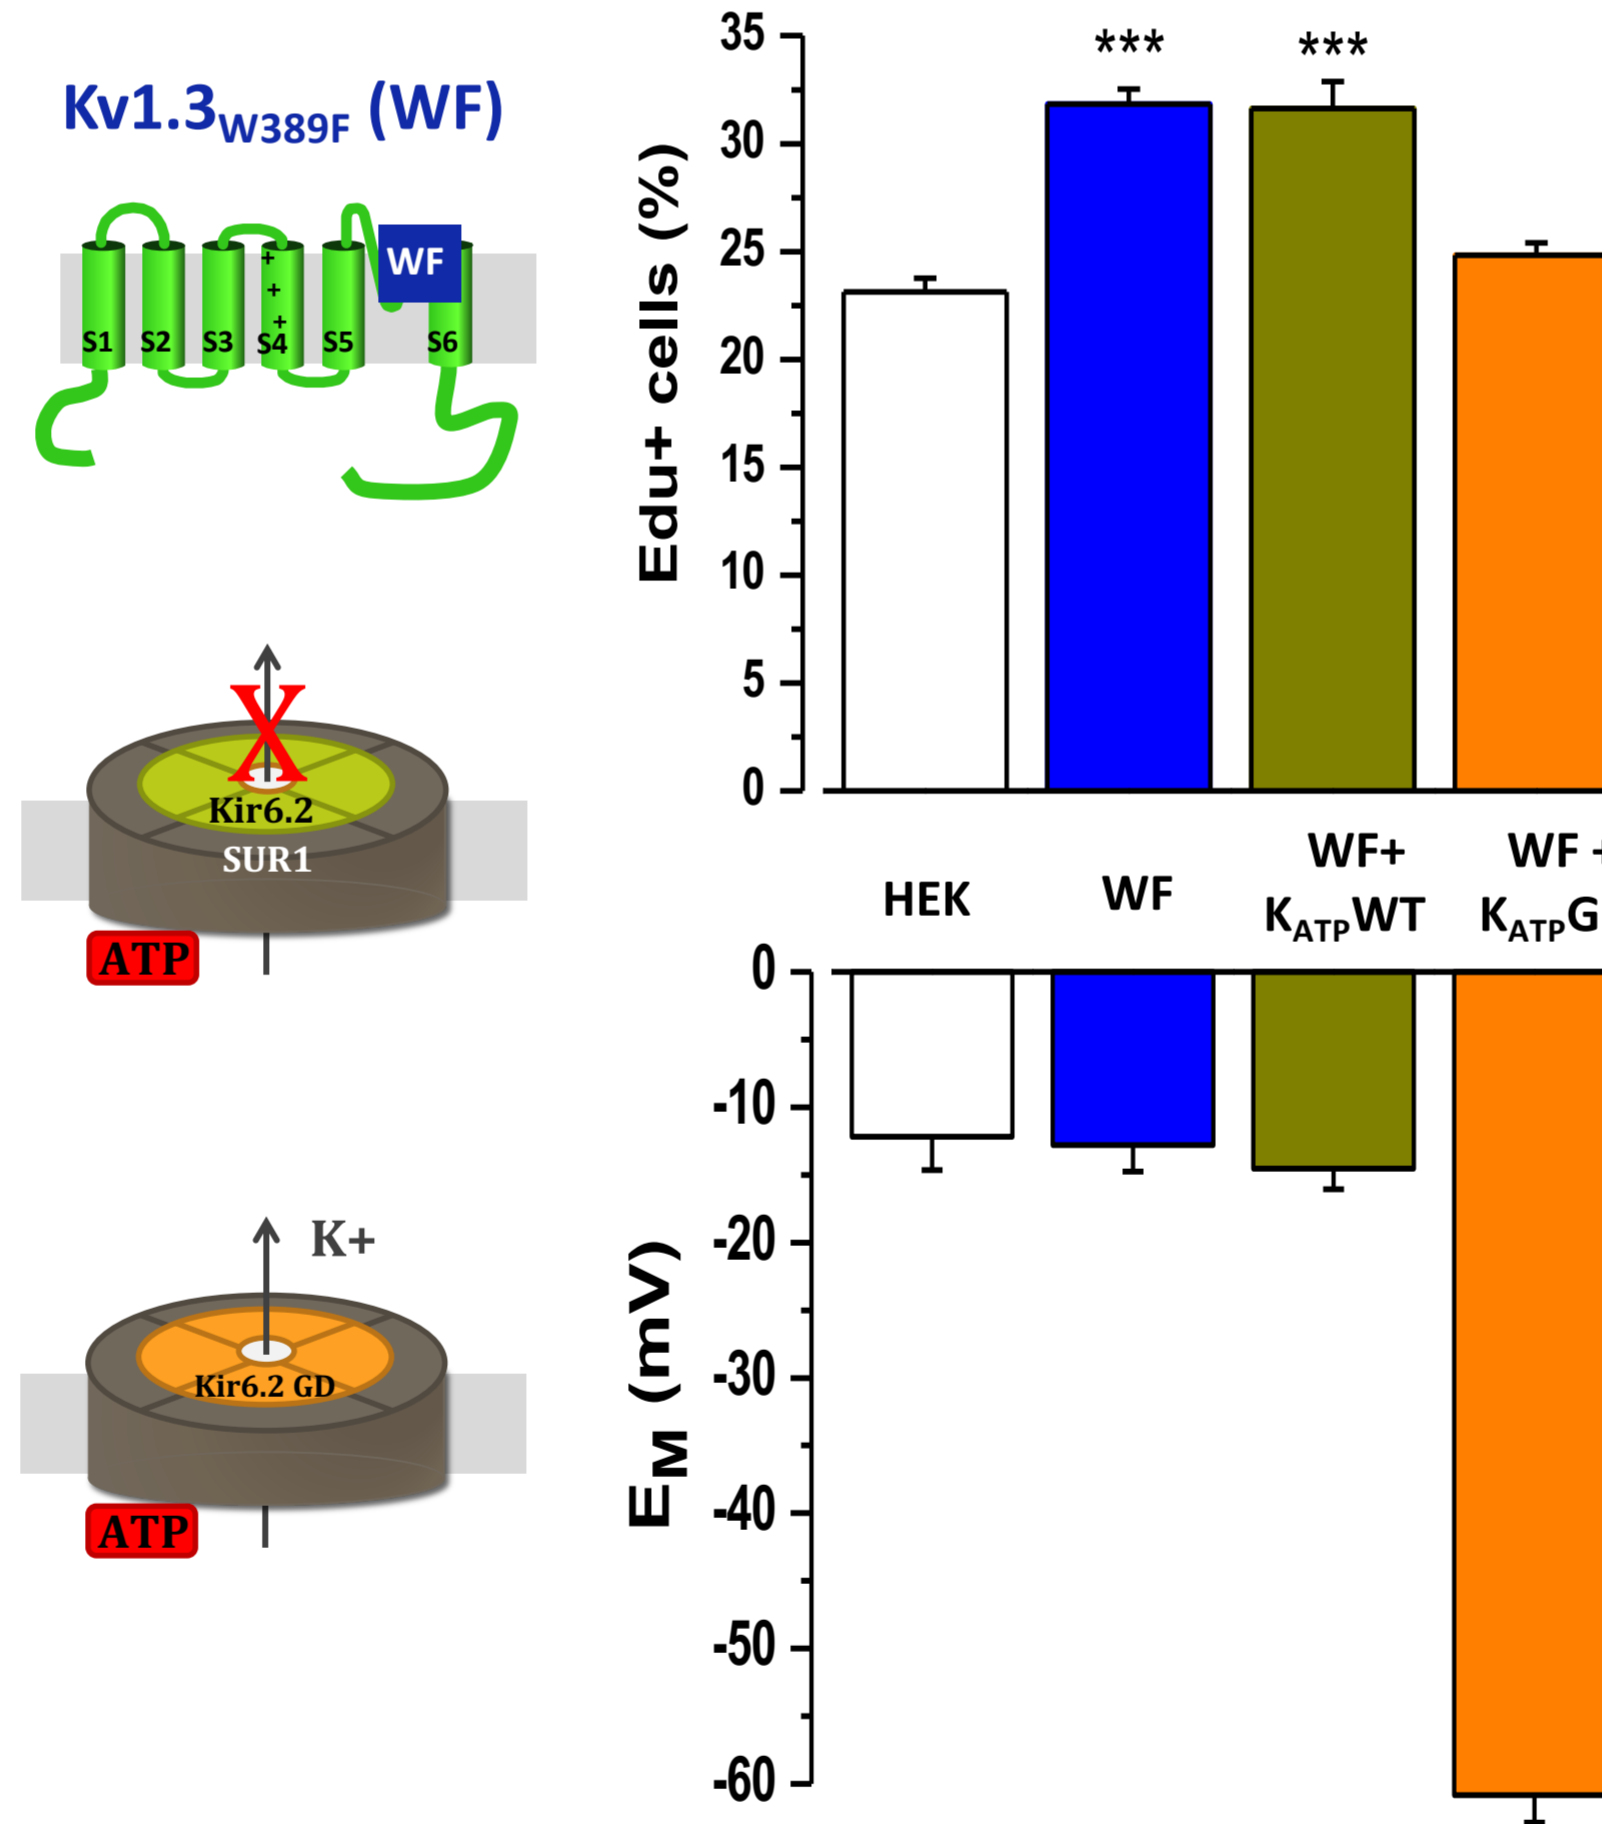 Kv1.3W389F (WF)
WF
+
+
+
S1 S2 S3 S4 S5 S6
X
Kir6.2
SUR1
ATP
K+
Kir6.2 GD
ATP
Edu+ cells (%)
35
30
25
20
15
10
5
0
*** ***
HEK
WF
WF+
KATPWT
WF +
KATPG
EM (mV)
0
-10
-20
-30
-40
-50
-60